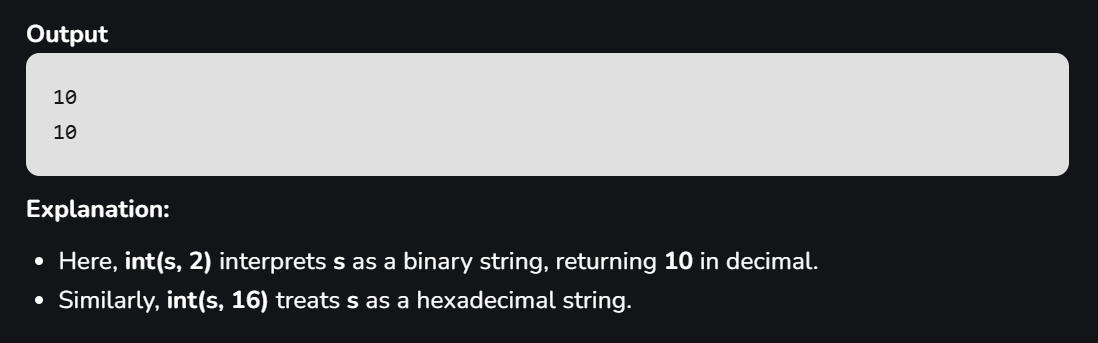 Output
10
10
Explanation:
Here, int(s, 2) interprets s as a binary string, returning 10 in decimal.
Similarly, int(s, 16) treats s as a hexadecimal string.